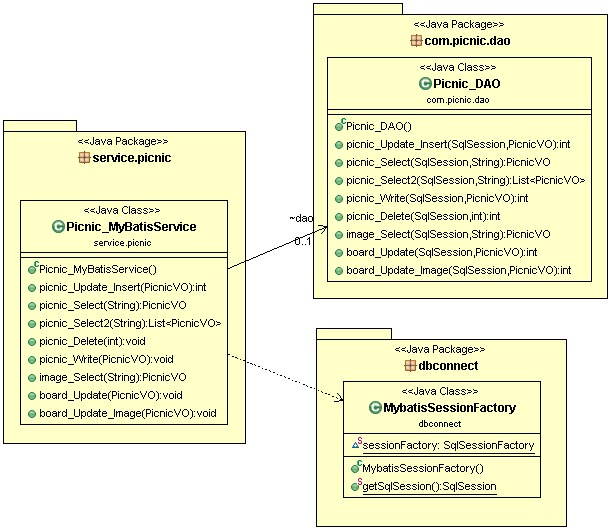 <<Java Package>>
service.picnic
<<Java Class>>
Picnic_MyBatisService
service.picnic
Picnic_MyBatisService()
picnic_Update_Insert(PicnicVO):int
picnic_Select(String):PicnicVO
picnic_Select2(String):List<PicnicVO>
picnic_Delete(int):void
picnic_Write(PicnicVO):void
image_Select(String):PicnicVO
board_Update(PicnicVO):void
board_Update_Image(PicnicVO):void
~dao
0..1
<<Java Package>>
com.picnic.dao
<<Java Class>>
Picnic_DAO
com.picnic.dao
Picnic_DAO()
picnic_Update_Insert(SqlSession,PicnicVO):int
picnic_Select(SqlSession,String):PicnicVO
picnic_Select2(SqlSession,String):List<PicnicVO>
picnic_Write(SqlSession,PicnicVO):int
picnic_Delete(SqlSession,int):int
image_Select(SqlSession,String):PicnicVO
board_Update(SqlSession,PicnicVO):int
board_Update_Image(SqlSession,PicnicVO):int
<<Java Package>>
dbconnect
<<Java Class>>
MybatisSessionFactory
dbconnect
sessionFactory: SqlSessionFactory
MybatisSessionFactory()
getSqlSession():SqlSession